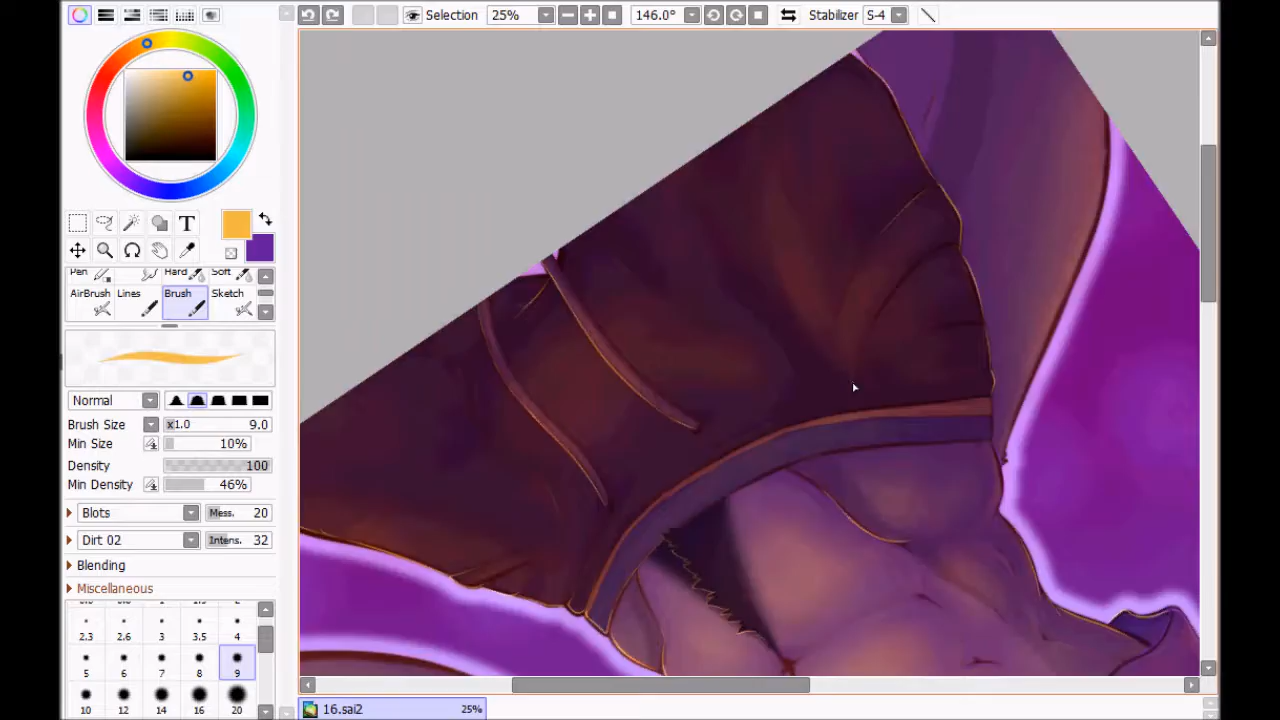 Selection 25% 146.0° Stabilizer S-4
T
Pen Hard Soft
AirBrush Lines Brush Sketch
Normal
Brush Size x1.0 9.0
Min Size 10%
Density 100
Min Density 46%
Blots Mess. 20
Dirt 02 Intens. 32
Blending
Miscellaneous
2.3 2.6 3 3.5 4
5 6 7 8 9
10 12 14 16 20
16.sai2 25%